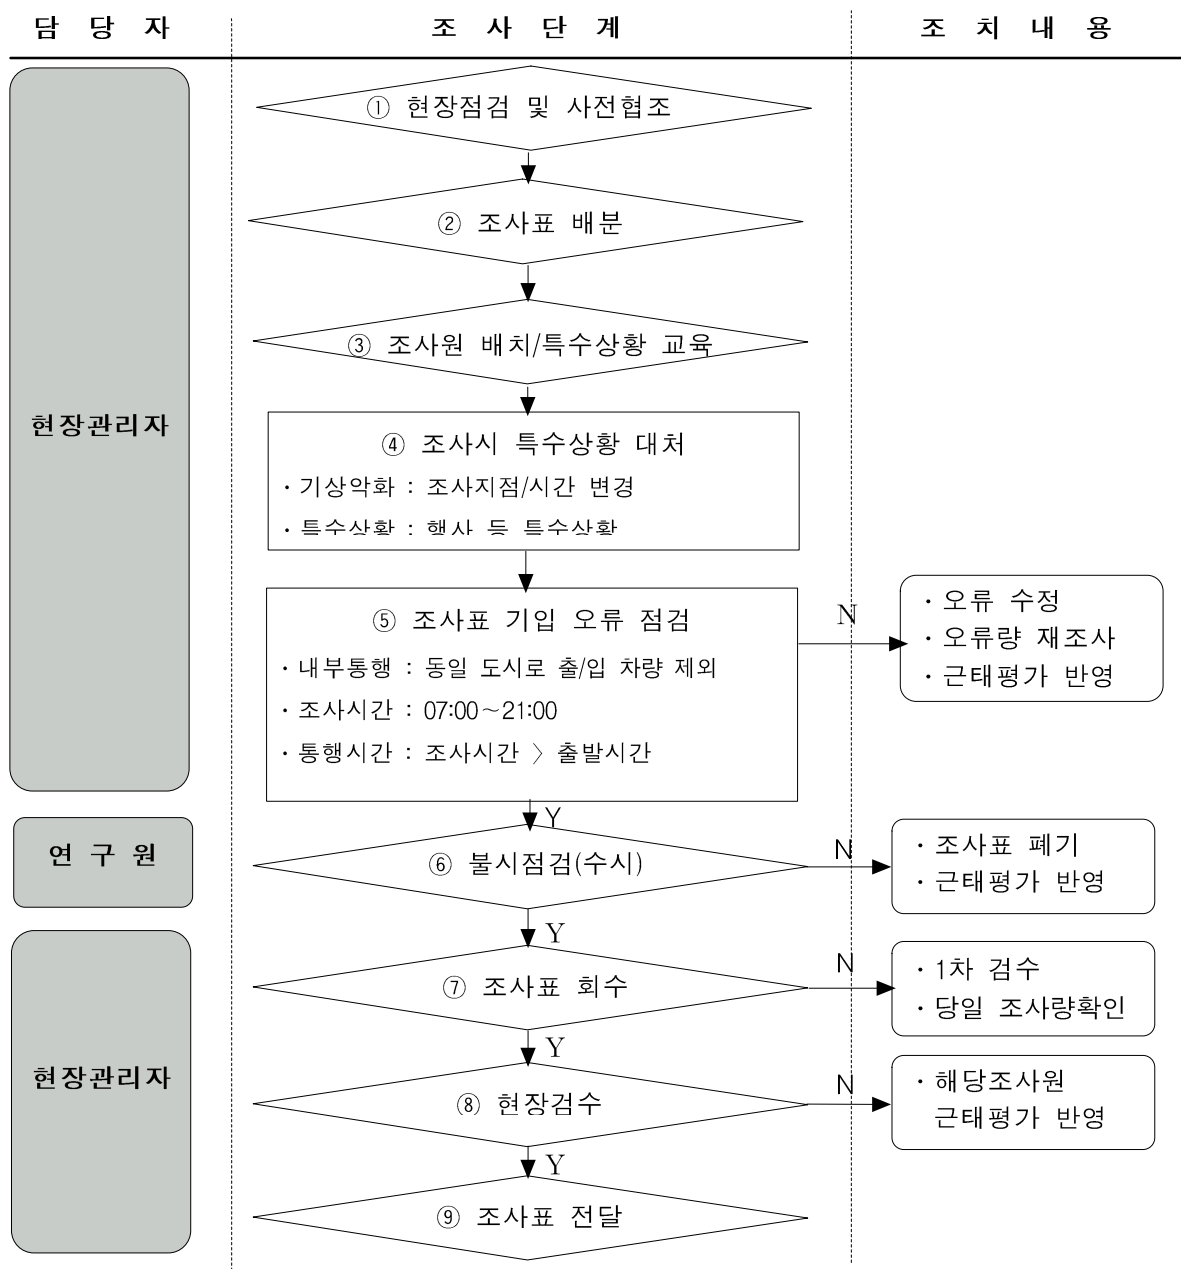 담 당 자
조 사 단 계
조 치 내 용
현장관리자
① 현장점검 및 사전협조
② 조사표 배분
③ 조사원 배치/특수상황 교육
④ 조사시 특수상황 대처
· 기상악화 : 조사지점/시간 변경
· 특수상황 : 행사 등 특수상황
⑤ 조사표 기입 오류 점검
· 내부통행 : 동일 도시로 출/입 차량 제외
· 조사시간 : 07:00~21:00
· 통행시간 : 조사시간 > 출발시간
N
· 오류 수정
· 오류량 재조사
· 근태평가 반영
Y
연 구 원
⑥ 불시점검(수시)
N
· 조사표 폐기
· 근태평가 반영
Y
현장관리자
⑦ 조사표 회수
N
· 1차 검수
· 당일 조사량확인
Y
⑧ 현장검수
N
· 해당조사원
근태평가 반영
Y
⑨ 조사표 전달